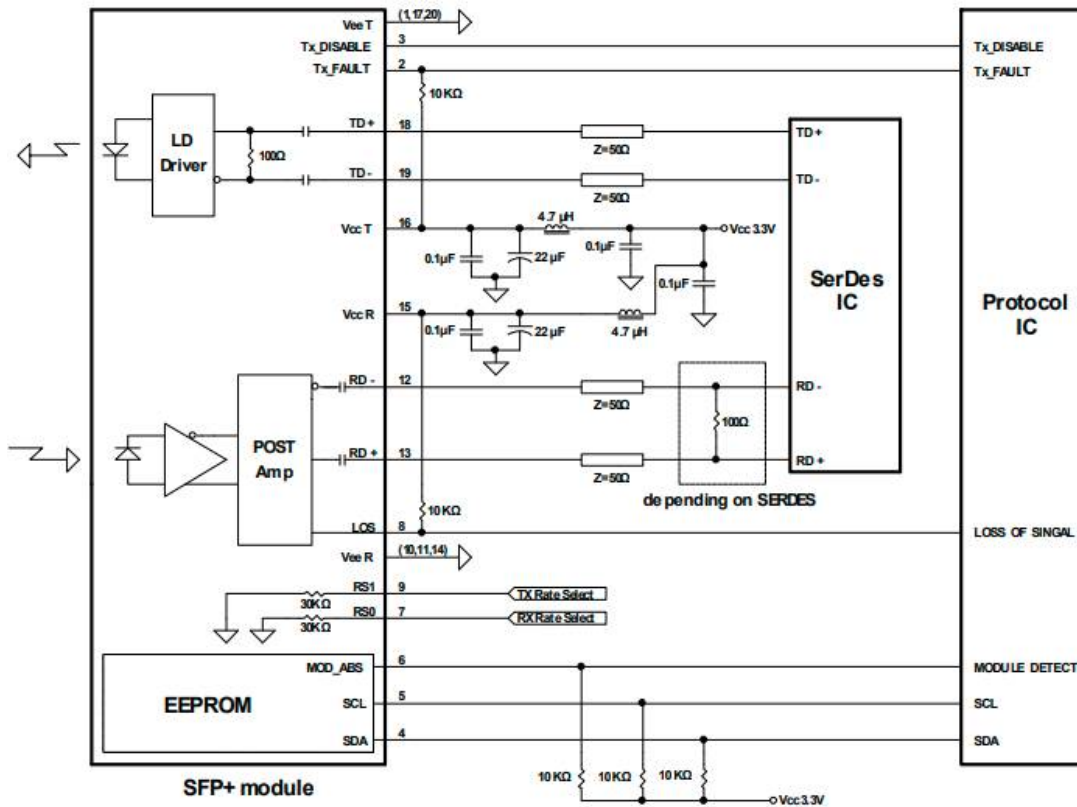 Vee T (1,17,20)
Tx_DISABLE 3 Tx_DISABLE
Tx_FAULT 2 Tx_FAULT
10 KΩ
LD
Driver
100Ω
TD+ 18 TD+
Z=50Ω
TD- 19 TD-
Z=50Ω
Vcc T 16 4.7 μH Vcc 3.3V
0.1μF 22 μF 0.1μF
0.1μF
Vcc R 15
0.1μF 22 μF 4.7 μH
SerDes
IC
Protocol
IC
RD - 12 RD -
Z=50Ω
100Ω
POST
Amp
RD + 13 RD +
Z=50Ω
depending on SERDES
10 KΩ
LOS 8 LOSS OF SINGAL
Vee R (10,11,14)
RS1 9 TX Rate Select
30KΩ
RS0 7 RX Rate Select
30KΩ
MOD_ABS 6 MODULE DETECT
EEPROM
SCL 5 SCL
SDA 4 SDA
10 KΩ 10 KΩ 10 KΩ
Vcc3.3V
SFP+ module